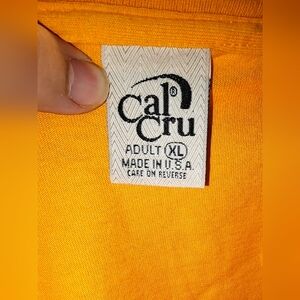 Cal®
Cru
ADULT XL
MADE IN U.S.A.
CARE ON REVERSE